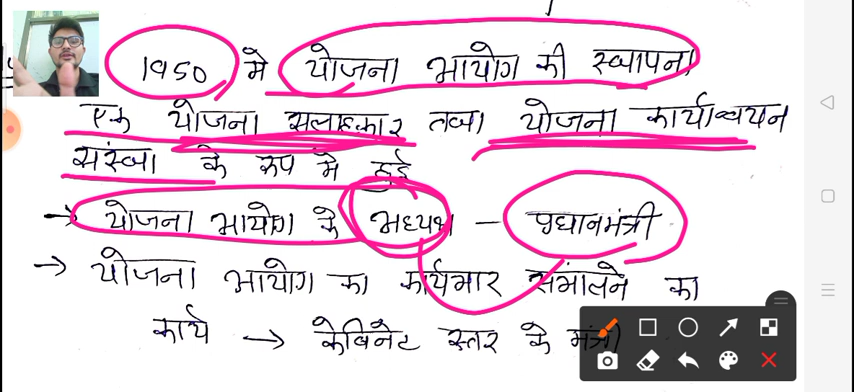 1950 में योजना आयोग की स्थापना
एक योजना सलाहकार तथा योजना कार्यान्वयन
संस्था के रूप में हुई
→ योजना आयोग के अध्यक्ष – प्रधानमंत्री
→ योजना आयोग का कार्यभार संभालने का
कार्य → केबिनेट स्तर के मंत्री